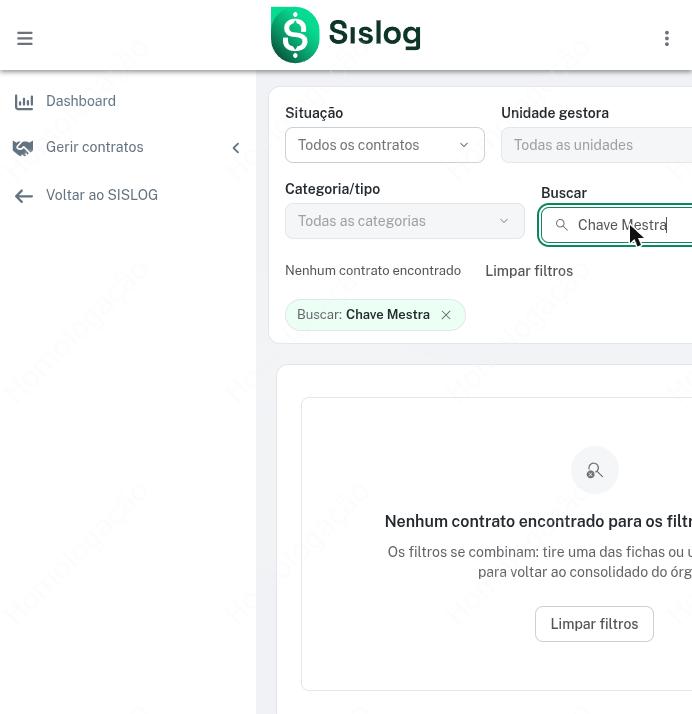 Sislog
Dashboard
Gerir contratos
Voltar ao SISLOG
Situação
Unidade gestora
Todos os contratos
Todas as unidades
Categoria/tipo
Buscar
Todas as categorias
Chave Mestra
Nenhum contrato encontrado
Limpar filtros
Buscar: Chave Mestra
Nenhum contrato encontrado para os filtr
Os filtros se combinam: tire uma das fichas ou u
para voltar ao consolidado do órg
Limpar filtros
Homologação